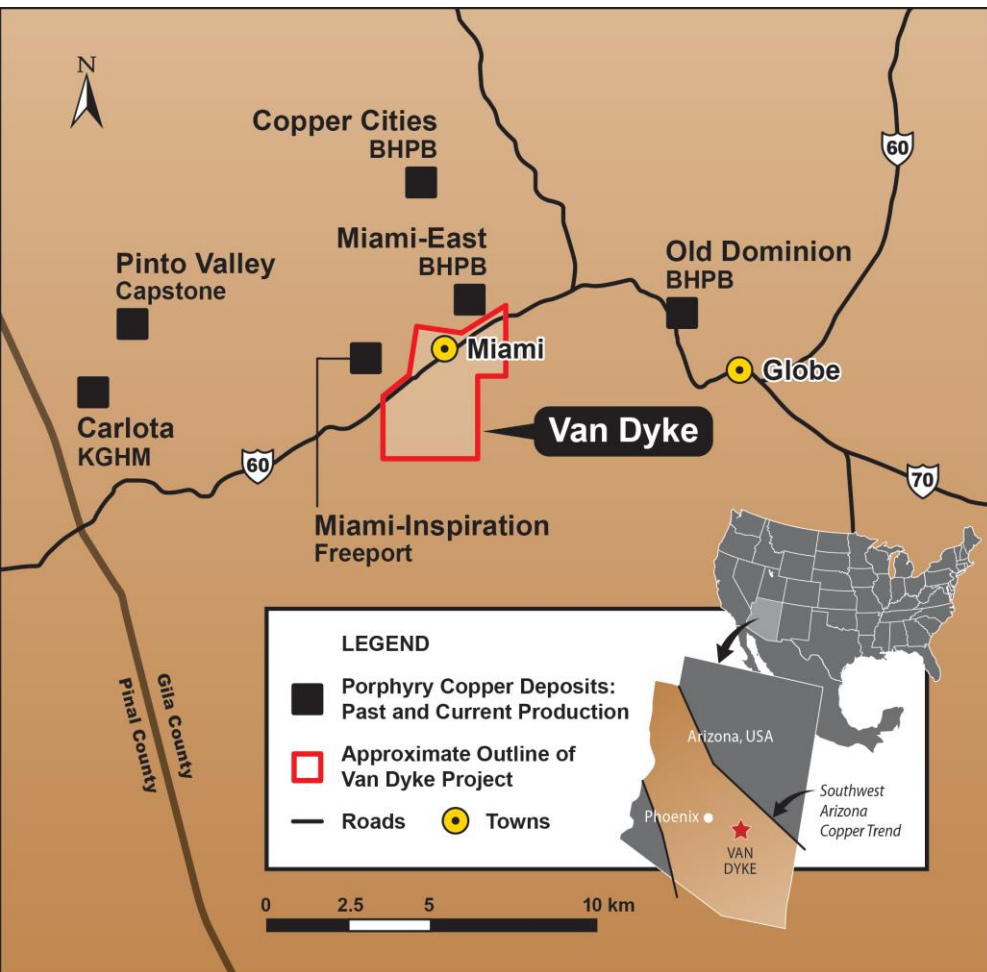 N
Copper Cities
BHPB
60
Miami-East
BHPB
Old Dominion
BHPB
Pinto Valley
Capstone
Miami
Globe
Carlota
KGHM
Van Dyke
60
70
Miami-Inspiration
Freeport
Gila County
Pinal County
LEGEND
Porphyry Copper Deposits:
Past and Current Production
Approximate Outline of
Van Dyke Project
Roads
Towns
Arizona, USA
Phoenix
VAN
DYKE
Southwest
Arizona
Copper Trend
0 2.5 5 10 km